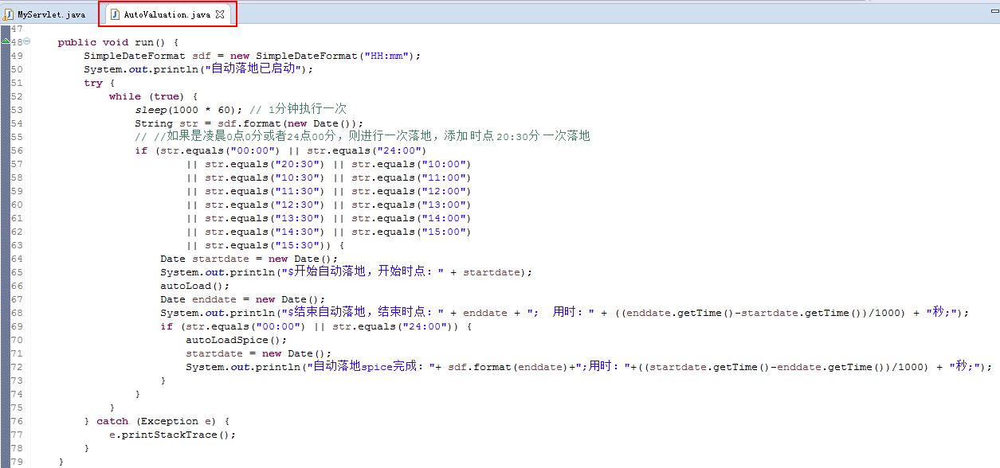 MyServlet.java AutoValuation.java
47
48 public void run() {
49 SimpleDateFormat sdf = new SimpleDateFormat("HH:mm");
50 System.out.println("自动落地已启动");
51 try {
52 while (true) {
53 sleep(1000 * 60); // 1分钟执行一次
54 String str = sdf.format(new Date());
55 // //如果是凌晨0点0分或者24点00分，则进行一次落地，添加 时点 20:30分 一次落地
56 if (str.equals("00:00") || str.equals("24:00")
57 || str.equals("20:30") || str.equals("10:00")
58 || str.equals("10:30") || str.equals("11:00")
59 || str.equals("11:30") || str.equals("12:00")
60 || str.equals("12:30") || str.equals("13:00")
61 || str.equals("13:30") || str.equals("14:00")
62 || str.equals("14:30") || str.equals("15:00")
63 || str.equals("15:30")) {
64 Date startdate = new Date();
65 System.out.println("$开始自动落地，开始时点：" + startdate);
66 autoLoad();
67 Date enddate = new Date();
68 System.out.println("$结束自动落地，结束时点：" + enddate + ";  用时：" + ((enddate.getTime()-startdate.getTime())/1000) + "秒;");
69 if (str.equals("00:00") || str.equals("24:00")) {
70 autoLoadSpice();
71 startdate = new Date();
72 System.out.println("自动落地spice完成："+ sdf.format(enddate)+";用时："+((startdate.getTime()-enddate.getTime())/1000) + "秒;");
73 }
74 }
75 }
76 } catch (Exception e) {
77 e.printStackTrace();
78 }
79 }